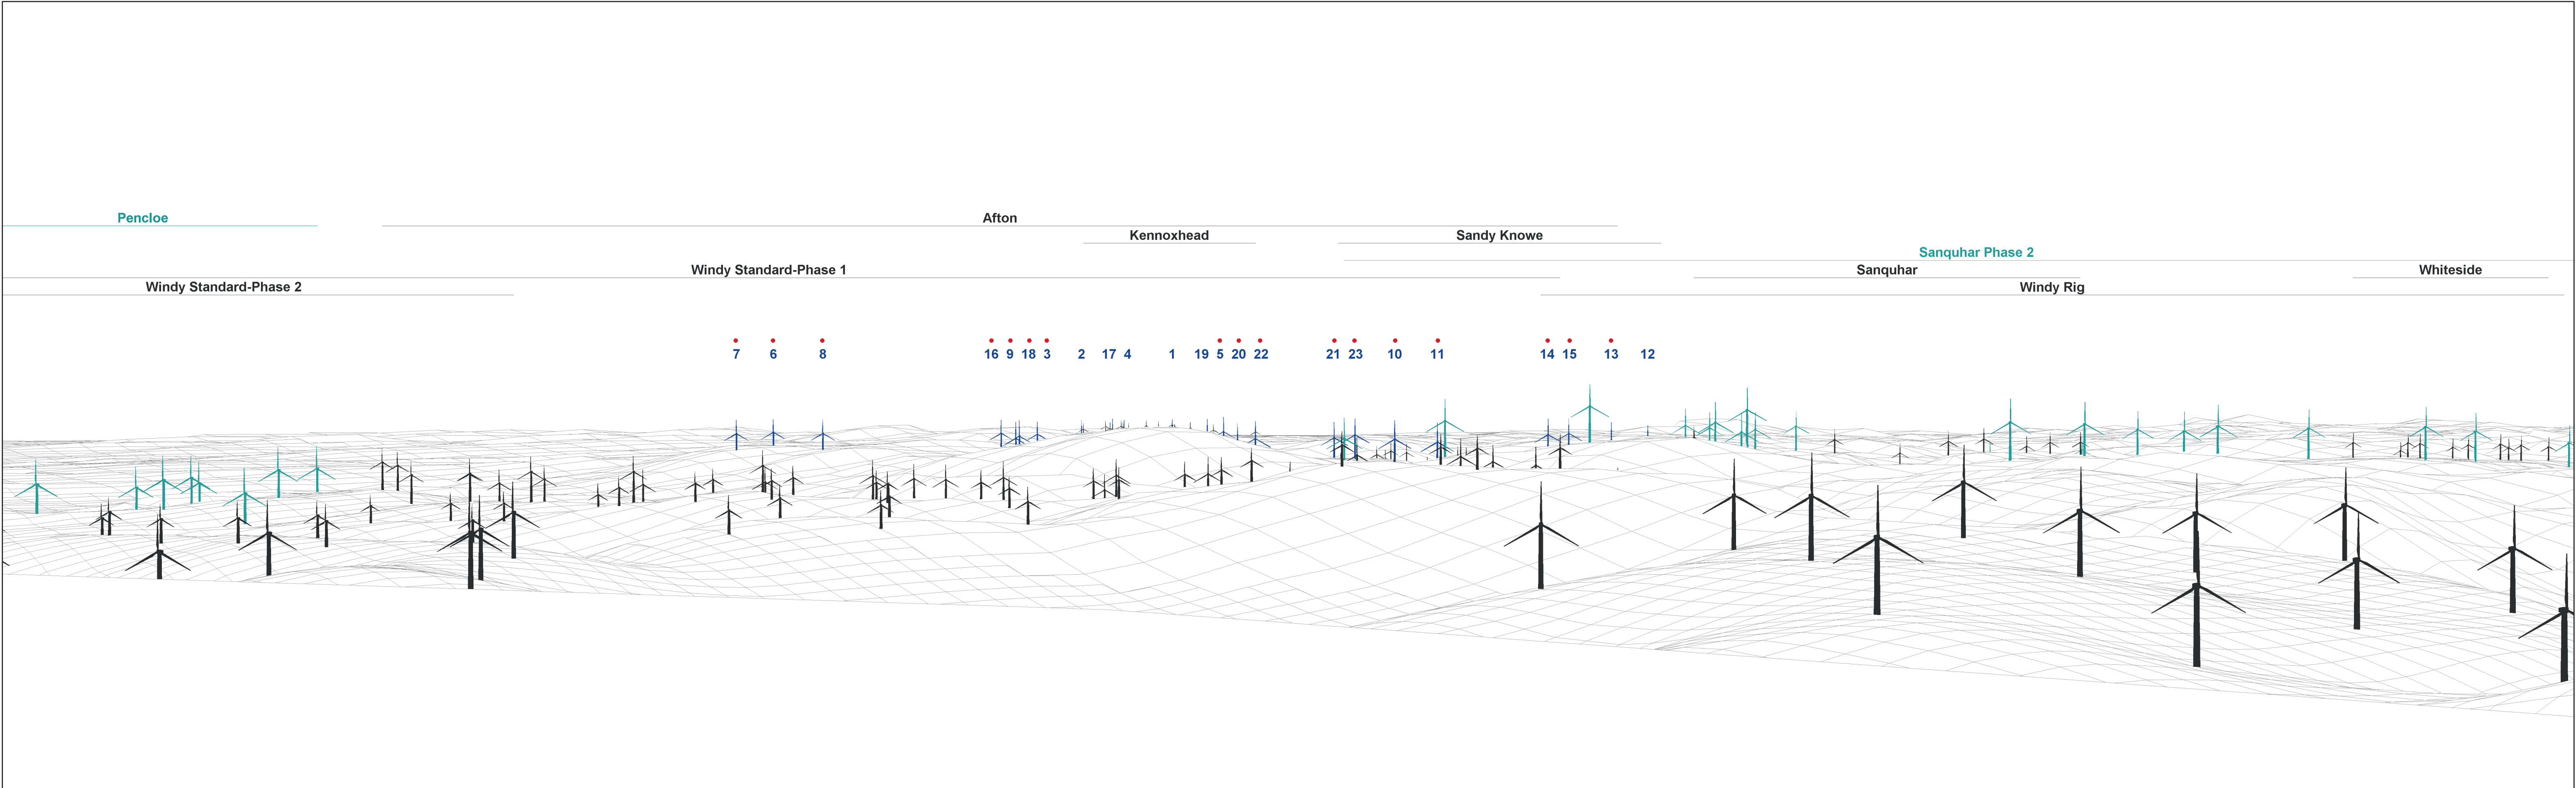 Pencloe Afton
Kennoxhead Sandy Knowe
Sanquhar Phase 2
Windy Standard-Phase 1 Sanquhar Whiteside
Windy Standard-Phase 2 Windy Rig
7 6 8 16 9 18 3 2 17 4 1 19 5 20 22 21 23 10 11 14 15 13 12